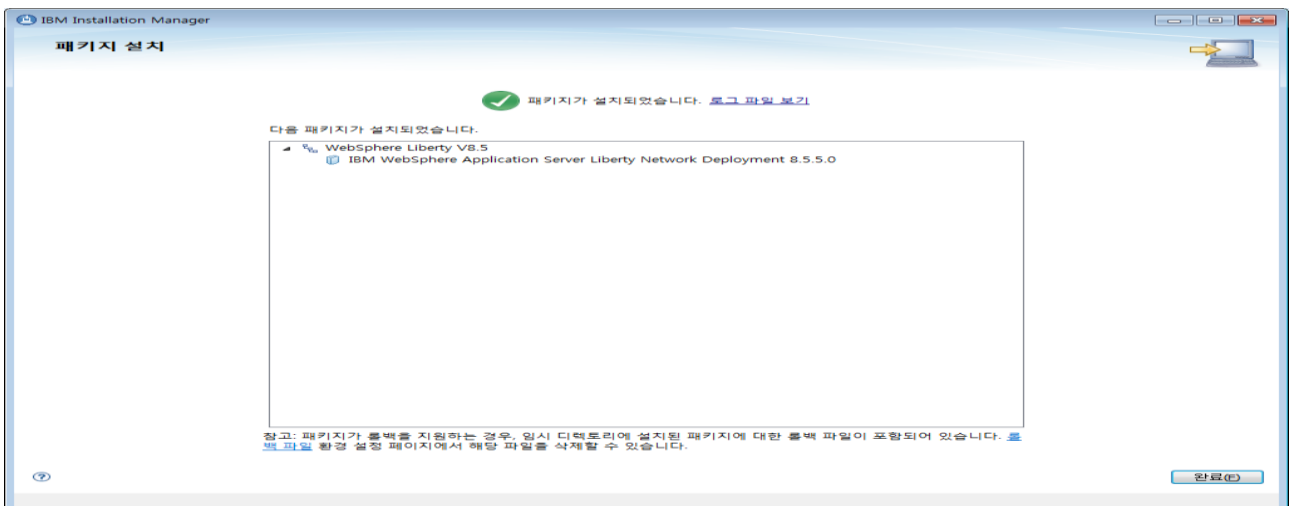 IBM Installation Manager
패키지 설치
패키지가 설치되었습니다. 로그 파일 보기
다음 패키지가 설치되었습니다.
WebSphere Liberty V8.5
IBM WebSphere Application Server Liberty Network Deployment 8.5.5.0
참고: 패키지가 롤백을 지원하는 경우, 임시 디렉토리에 설치된 패키지에 대한 롤백 파일이 포함되어 있습니다. 롤
백 파일 환경 설정 페이지에서 해당 파일을 삭제할 수 있습니다.
완료(F)